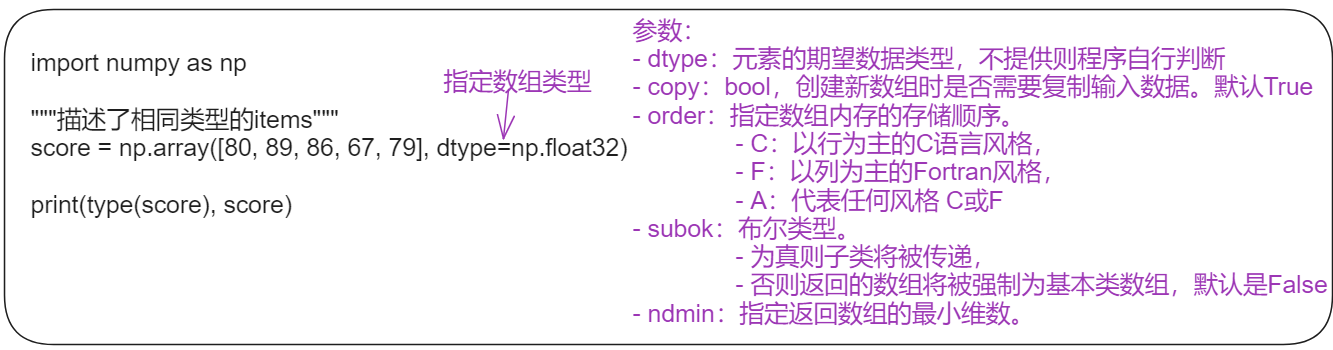 import numpy as np
"""描述了相同类型的items"""
score = np.array([80, 89, 86, 67, 79], dtype=np.float32)
print(type(score), score)
指定数组类型
参数：
- dtype：元素的期望数据类型，不提供则程序自行判断
- copy：bool，创建新数组时是否需要复制输入数据。默认True
- order：指定数组内存的存储顺序。
- C：以行为主的C语言风格，
- F：以列为主的Fortran风格，
- A：代表任何风格 C或F
- subok：布尔类型。
- 为真则子类将被传递，
- 否则返回的数组将被强制为基本类数组，默认是False
- ndmin：指定返回数组的最小维数。